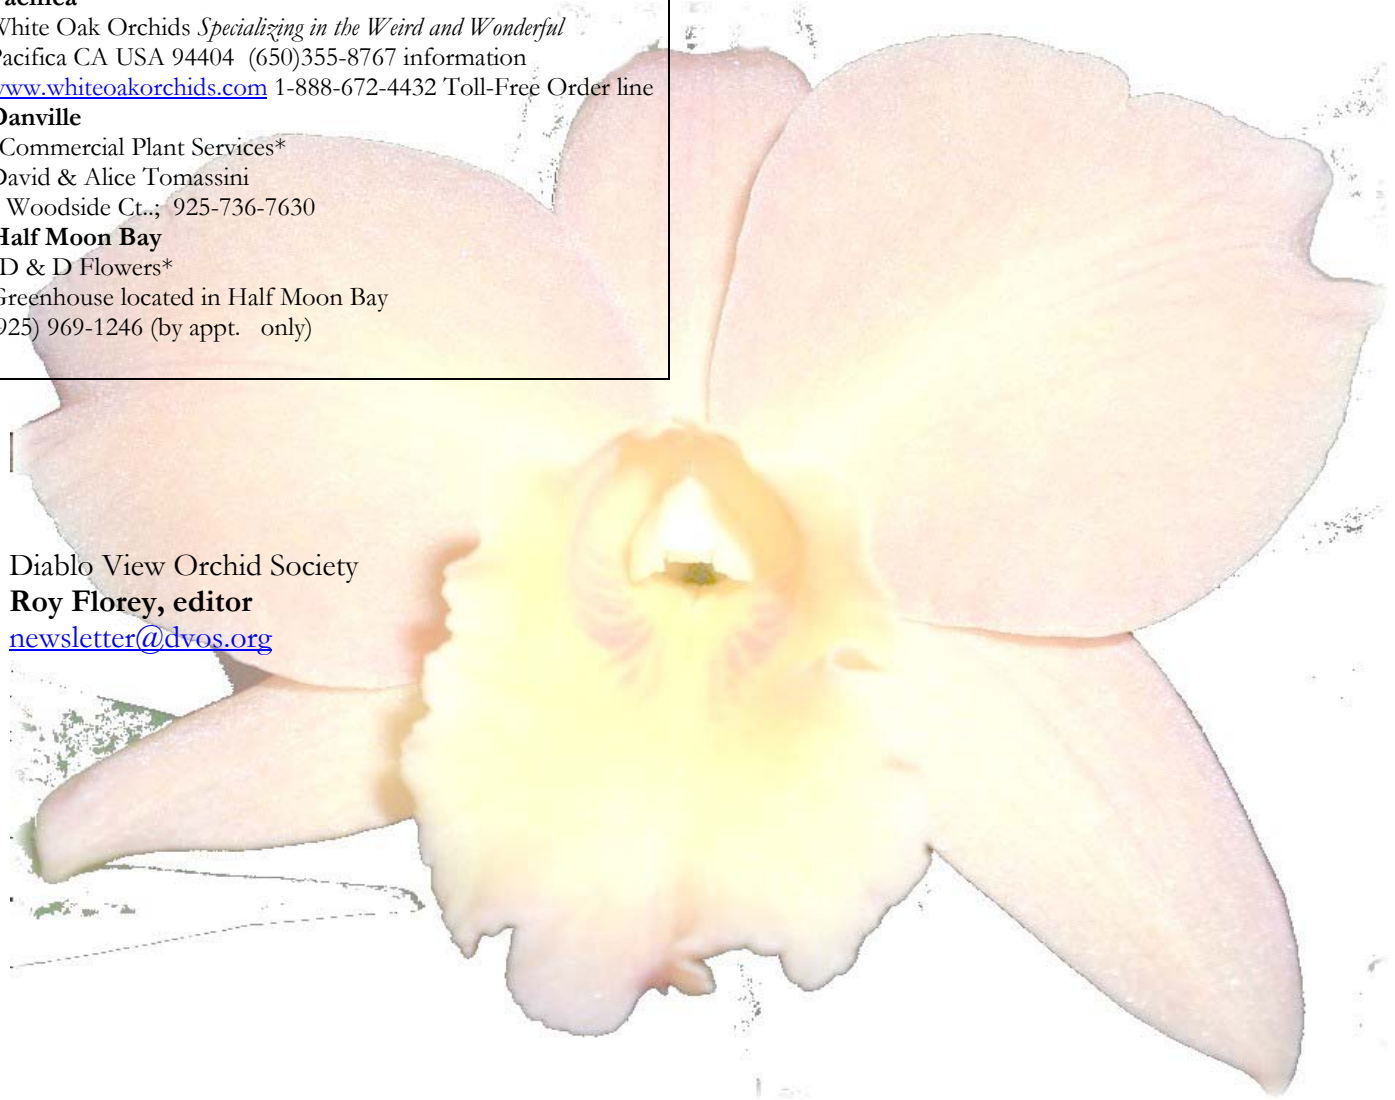 Pacifica
White Oak Orchids Specializing in the Weird and Wonderful
Pacifica CA USA 94404 (650)355-8767 information
www.whiteoakorchids.com 1-888-672-4432 Toll-Free Order line
Danville
Commercial Plant Services*
David & Alice Tomassini
Woodside Ct..; 925-736-7630
Half Moon Bay
D & D Flowers*
Greenhouse located in Half Moon Bay
925) 969-1246 (by appt. only)
Diablo View Orchid Society
Roy Florey, editor
newsletter@dvos.org